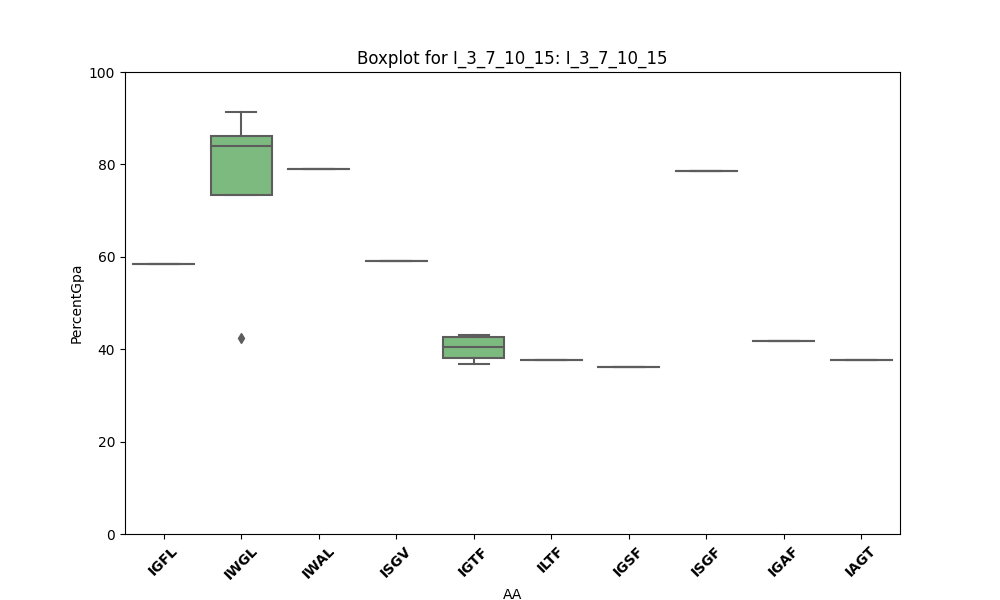 Boxplot for I_3_7_10_15: I_3_7_10_15
100
80
60
40
20
0
PercentGpa
IGFL IWGL IWAL ISGV IGTF ILTF IGSF ISGF IGAF IAGT
AA